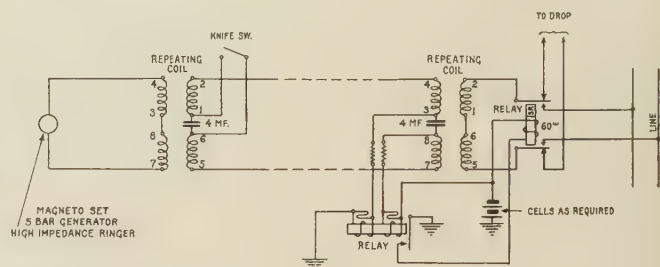 TO DROP
KNIFE SW.
REPEATING
COIL
4
2
3
1
4 MF.
8
6
7
5
MAGNETO SET
5 BAR GENERATOR
HIGH IMPEDANCE RINGER
REPEATING
COIL
4
2
3
1
4 MF
8
6
7
5
RELAY
60ω
LINE
CELLS AS REQUIRED
RELAY